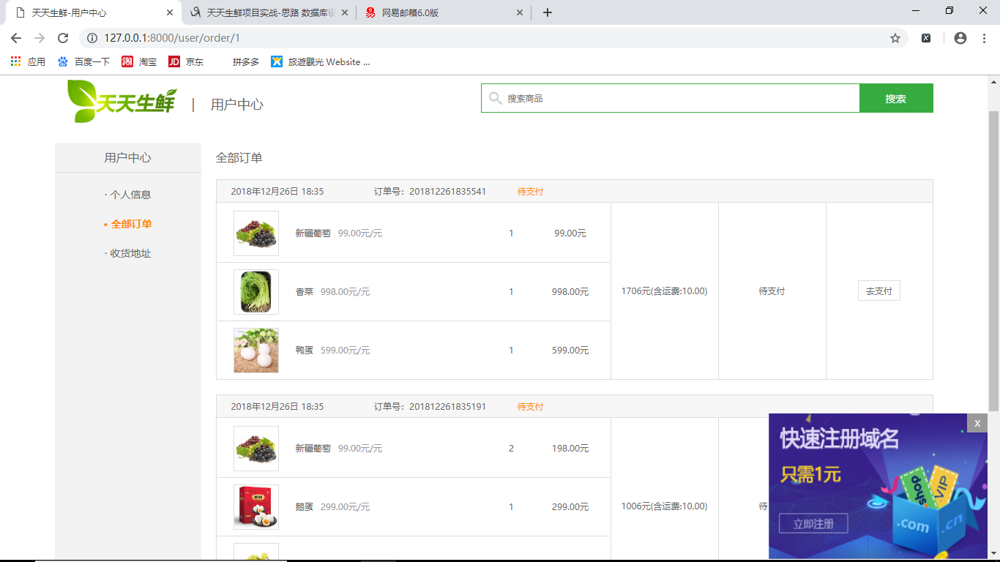 天天生鲜-用户中心
天天生鲜项目实战-思路 数据库设
网易邮箱6.0版
127.0.0.1:8000/user/order/1
应用
百度一下
淘 淘宝
JD 京东
拼多多
旅遊觀光 Website ...
天天生鲜 | 用户中心
搜索商品
搜索
用户中心
· 个人信息
• 全部订单
· 收货地址
全部订单
2018年12月26日 18:35 订单号：201812261835541 待支付
新疆葡萄 99.00元/元 1 99.00元
香菜 998.00元/元 1 998.00元
鸭蛋 599.00元/元 1 599.00元
1706元(含运费:10.00)
待支付
去支付
2018年12月26日 18:35 订单号：201812261835191 待支付
新疆葡萄 99.00元/元 2 198.00元
鹅蛋 299.00元/元 1 299.00元
1006元(含运费:10.00)
待
x
快速注册域名
只需1元
立即注册
.shop
VIP
.com
.cn